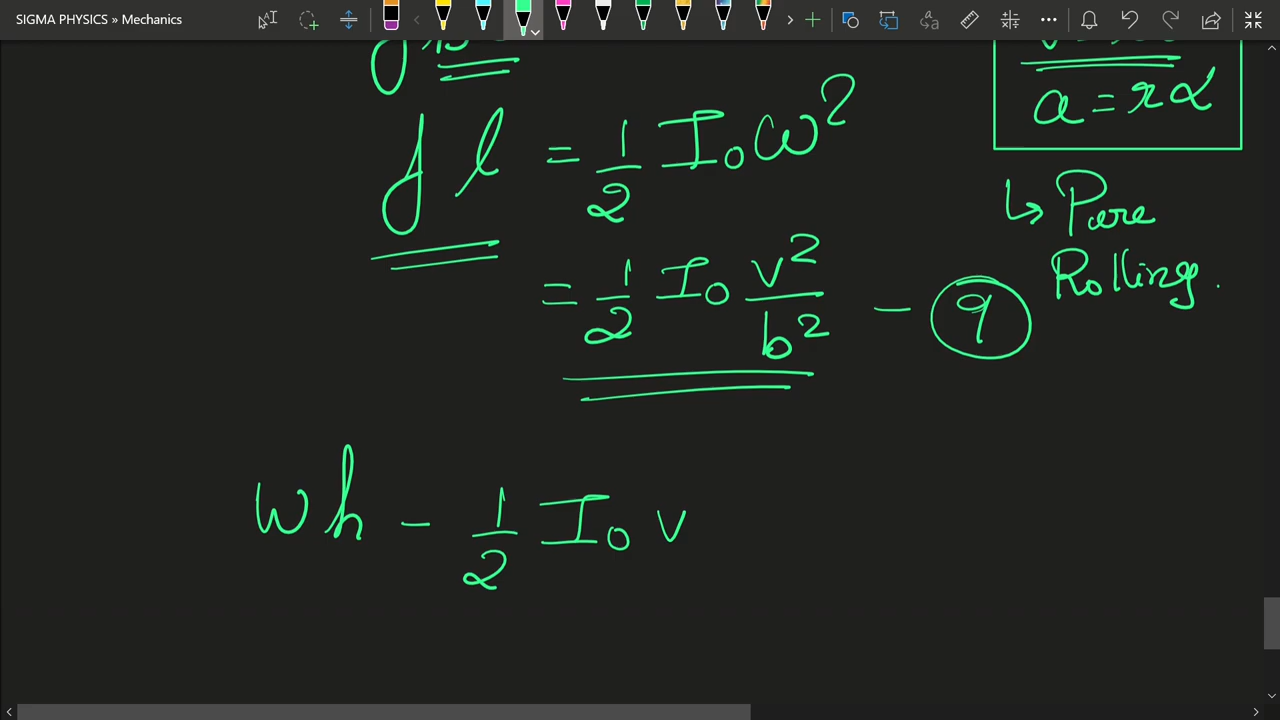 SIGMA PHYSICS » Mechanics
a = rα
f l = 1/2 I₀ω²
↳ Pure
Rolling.
= 1/2 I₀ v²/b² – 9
Wh – 1/2 I₀ v